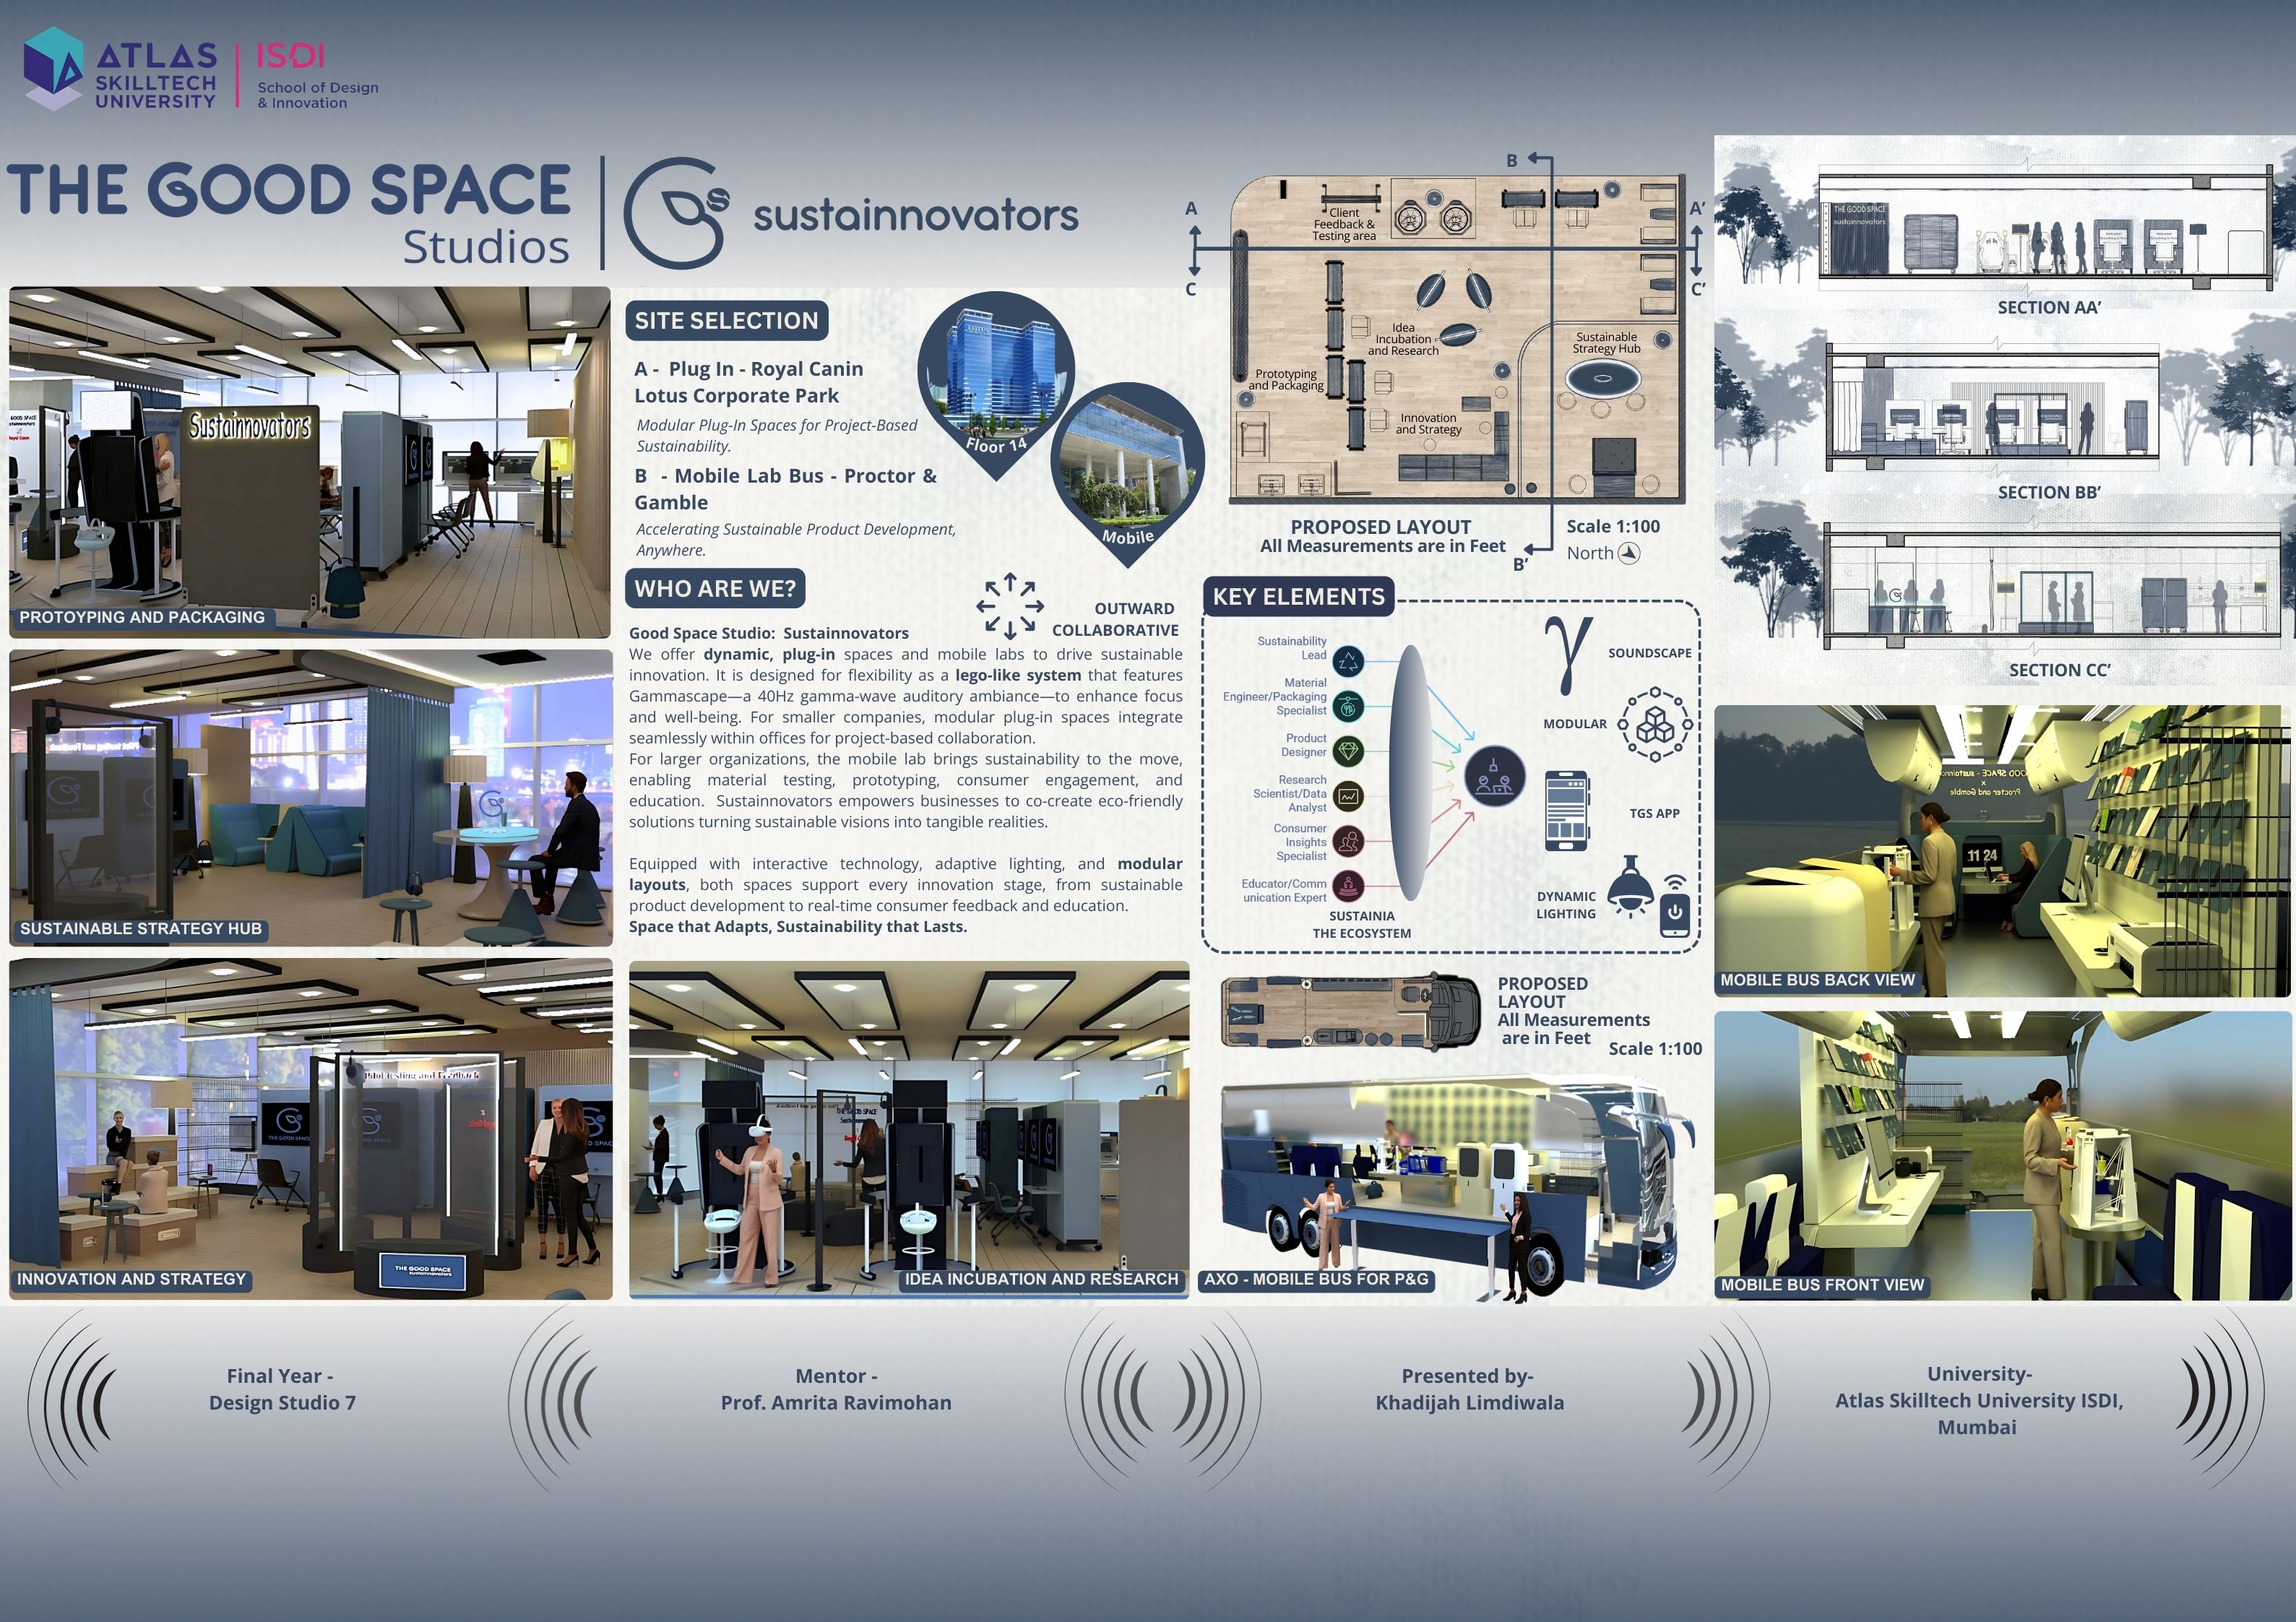 ATLAS
SKILLTECH
UNIVERSITY
ISDI
School of Design
& Innovation
THE GOOD SPACE
Studios
sustainnovators
Sustainnovators
PROTOYPING AND PACKAGING
SUSTAINABLE STRATEGY HUB
THE GOOD SPACE
sustainnovators
INNOVATION AND STRATEGY
SITE SELECTION
A - Plug In - Royal Canin
Lotus Corporate Park
Modular Plug-In Spaces for Project-Based
Sustainability.
B - Mobile Lab Bus - Proctor &
Gamble
Accelerating Sustainable Product Development,
Anywhere.
Floor 14
Mobile
WHO ARE WE?
OUTWARD
COLLABORATIVE
Good Space Studio: Sustainnovators
We offer dynamic, plug-in spaces and mobile labs to drive sustainable
innovation. It is designed for flexibility as a lego-like system that features
Gammascape—a 40Hz gamma-wave auditory ambiance—to enhance focus
and well-being. For smaller companies, modular plug-in spaces integrate
seamlessly within offices for project-based collaboration.
For larger organizations, the mobile lab brings sustainability to the move,
enabling material testing, prototyping, consumer engagement, and
education. Sustainnovators empowers businesses to co-create eco-friendly
solutions turning sustainable visions into tangible realities.
Equipped with interactive technology, adaptive lighting, and modular
layouts, both spaces support every innovation stage, from sustainable
product development to real-time consumer feedback and education.
Space that Adapts, Sustainability that Lasts.
IDEA INCUBATION AND RESEARCH
B
A
A’
C
C’
Client
Feedback &
Testing area
Idea
Incubation
and Research
Sustainable
Strategy Hub
Prototyping
and Packaging
Innovation
and Strategy
PROPOSED LAYOUT
All Measurements are in Feet
B’
Scale 1:100
North
KEY ELEMENTS
Sustainability
Lead
Material
Engineer/Packaging
Specialist
Product
Designer
Research
Scientist/Data
Analyst
Consumer
Insights
Specialist
Educator/Comm
unication Expert
SUSTAINIA
THE ECOSYSTEM
γ
SOUNDSCAPE
MODULAR
TGS APP
DYNAMIC
LIGHTING
PROPOSED
LAYOUT
All Measurements
are in Feet
Scale 1:100
AXO - MOBILE BUS FOR P&G
THE GOOD SPACE
sustainnovators
SECTION AA’
SECTION BB’
SECTION CC’
11 24
MOBILE BUS BACK VIEW
MOBILE BUS FRONT VIEW
Final Year -
Design Studio 7
Mentor -
Prof. Amrita Ravimohan
Presented by-
Khadijah Limdiwala
University-
Atlas Skilltech University ISDI,
Mumbai